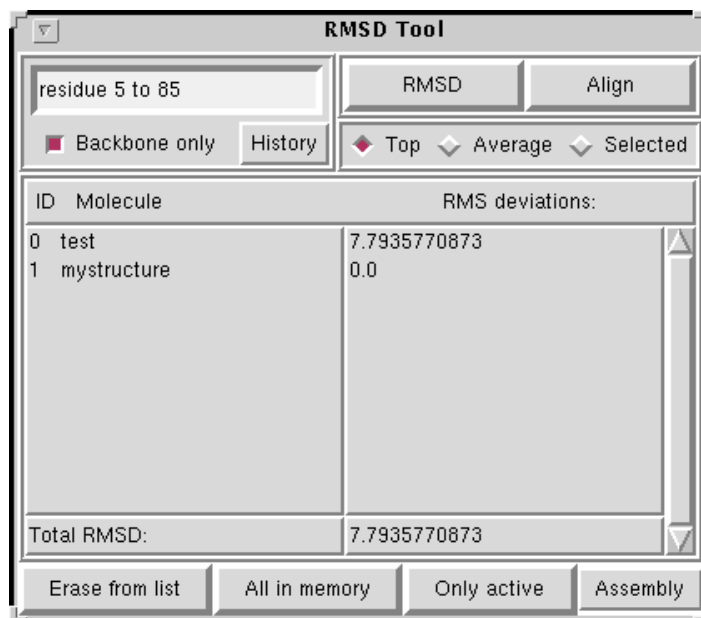 RMSD Tool
residue 5 to 85
RMSD Align
Backbone only History
Top Average Selected
ID Molecule RMS deviations:
0 test 7.7935770873
1 mystructure 0.0
Total RMSD: 7.7935770873
Erase from list All in memory Only active Assembly